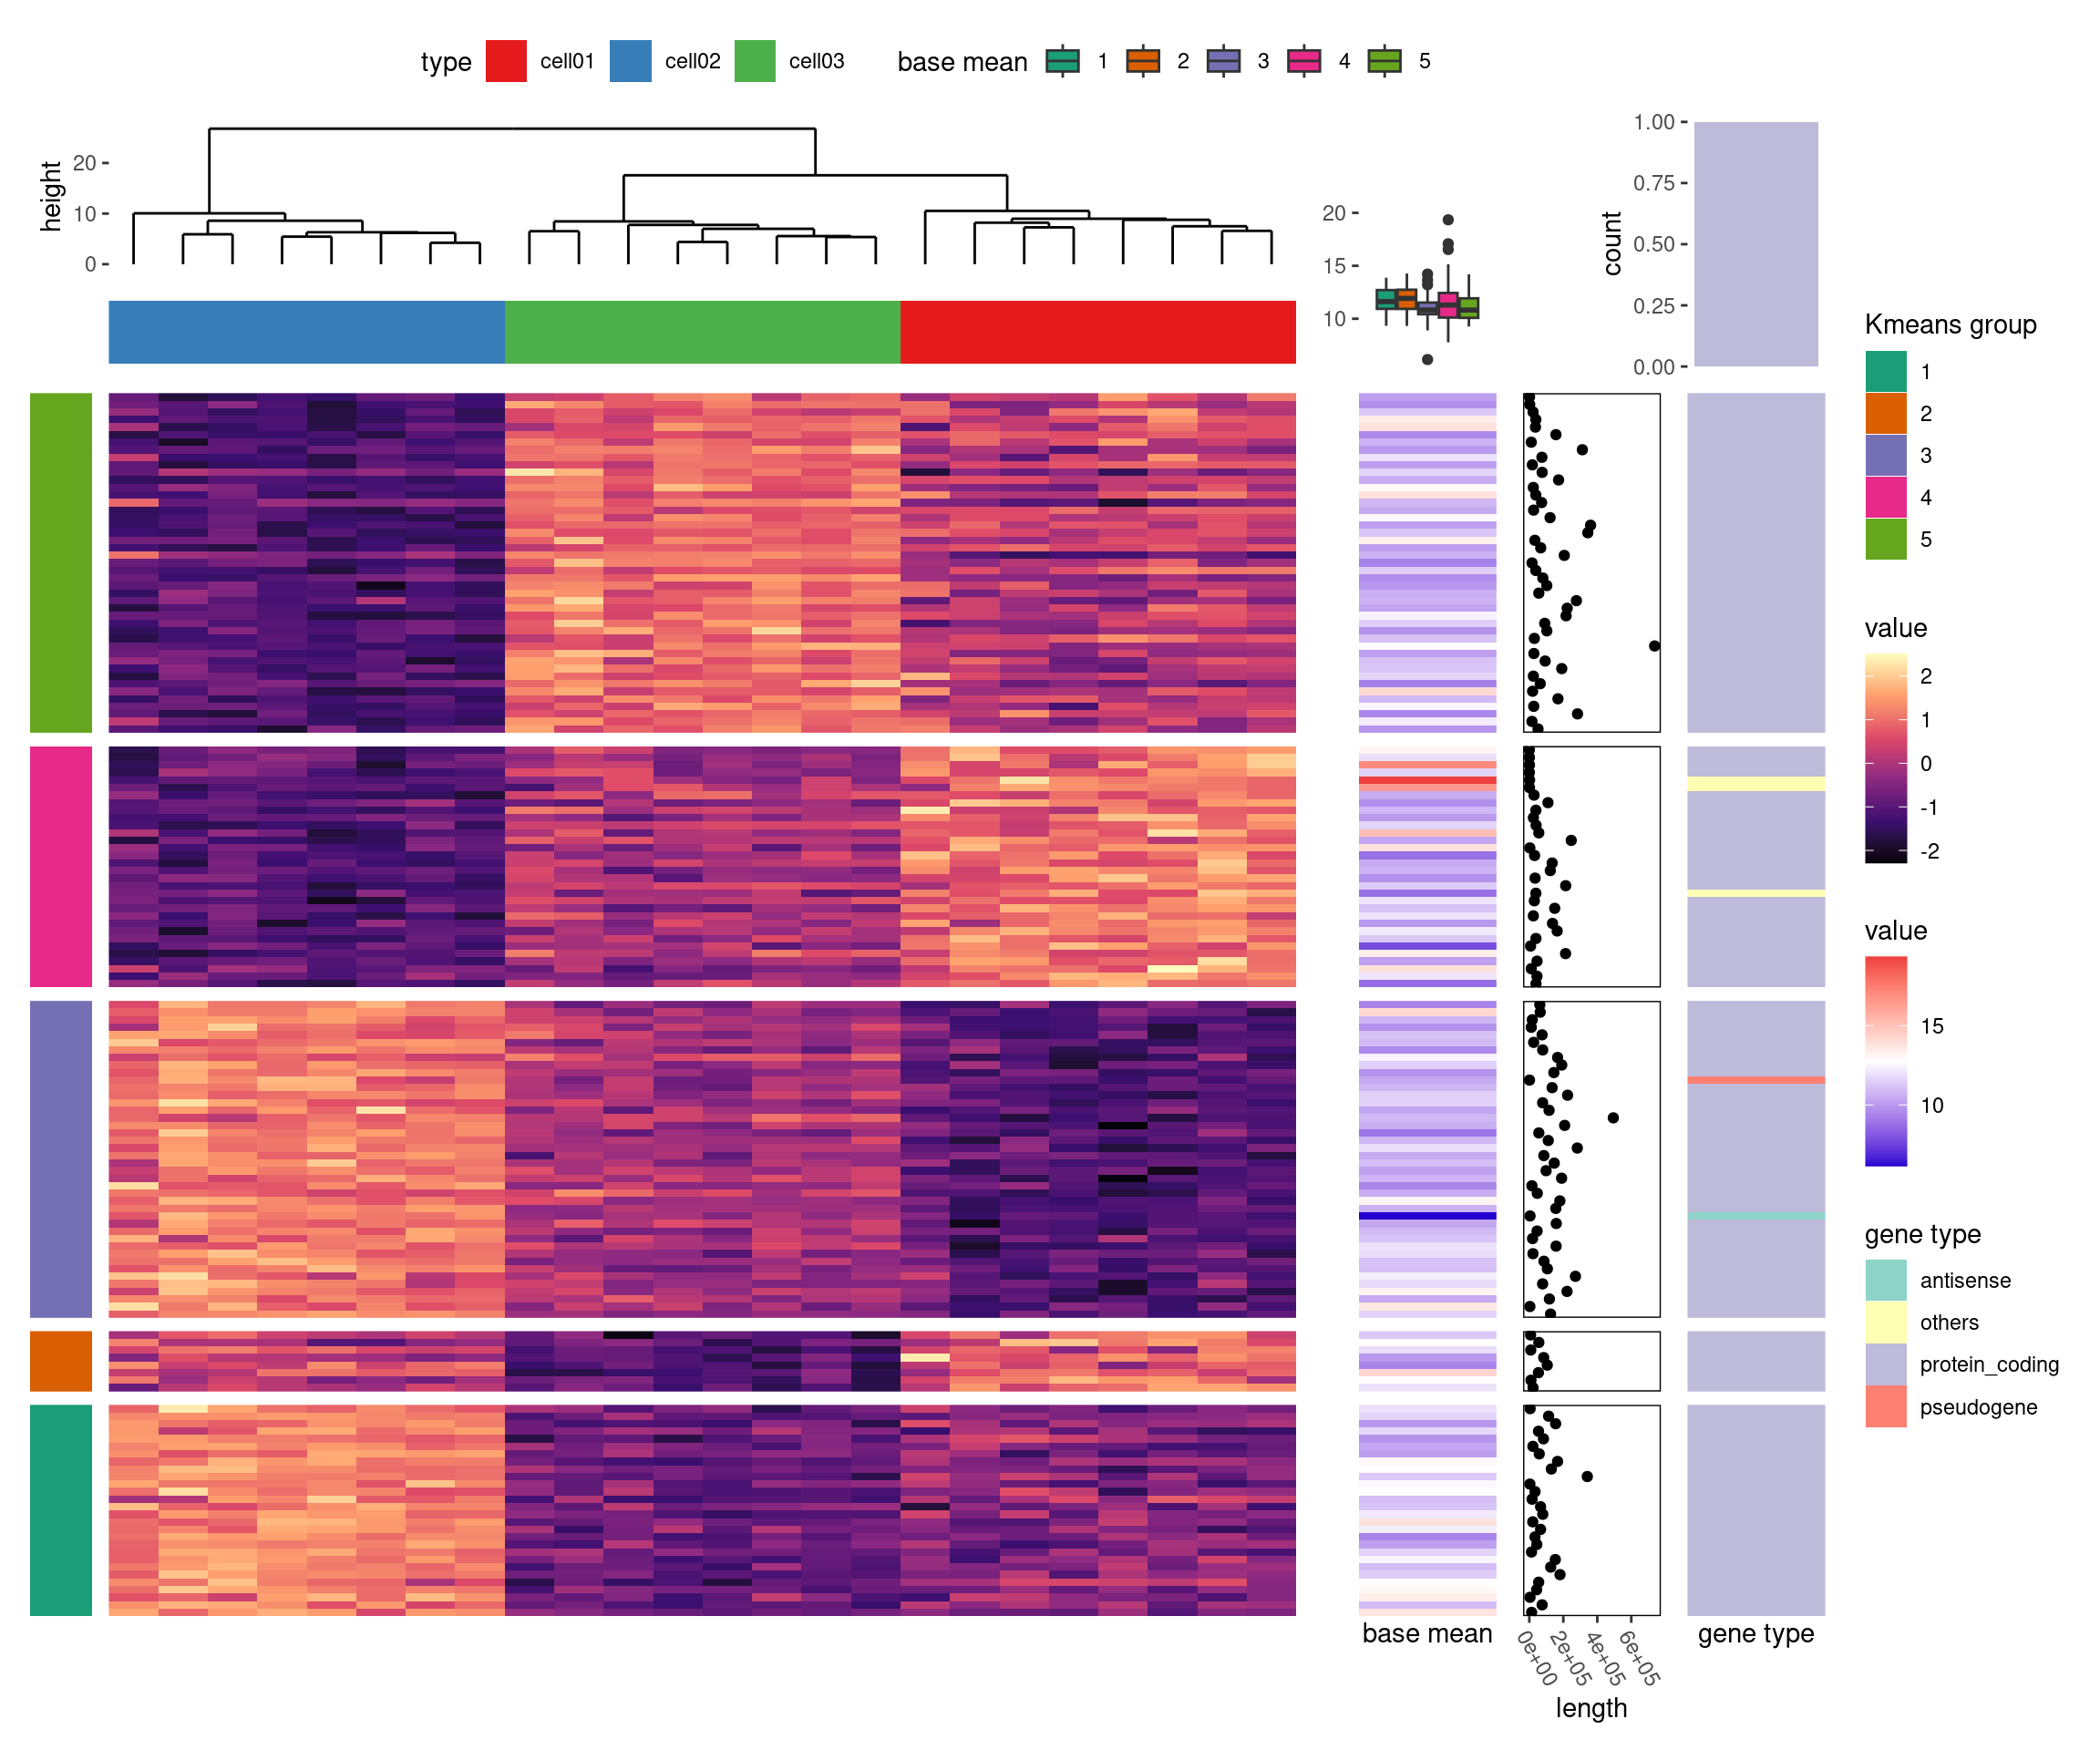 type cell01 cell02 cell03 base mean 1 2 3 4 5
height
20
10
0
20
15
10
count
1.00
0.75
0.50
0.25
0.00
Kmeans group
1
2
3
4
5
value
2
1
0
-1
-2
value
15
10
gene type
antisense
others
protein_coding
pseudogene
base mean
0e+00 2e+05 4e+05 6e+05
length
gene type